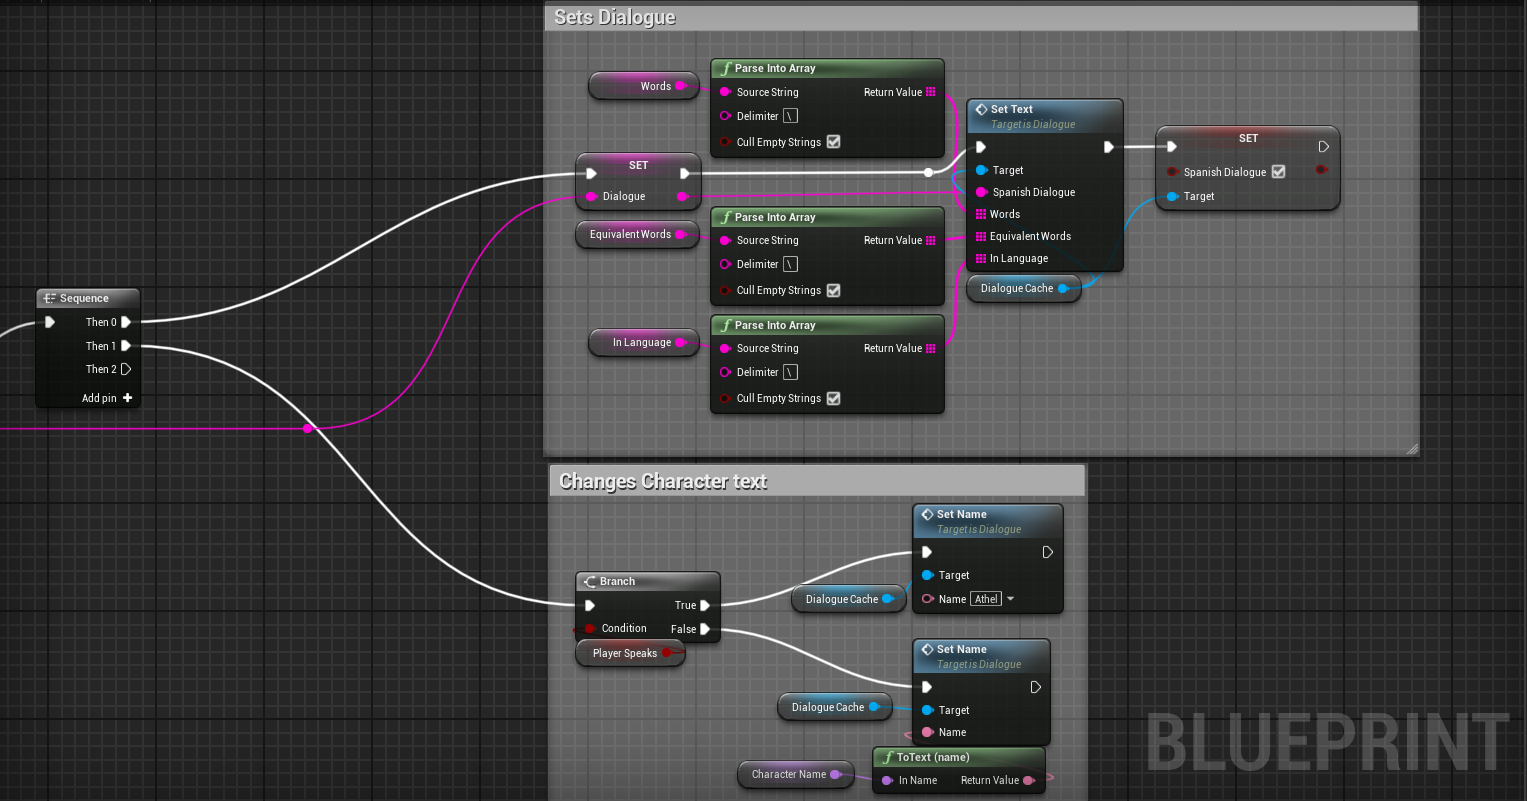 Sets Dialogue
Words
Parse Into Array
Source String
Return Value
Delimiter \
Cull Empty Strings
Set Text
Target is Dialogue
Target
Spanish Dialogue
Words
Equivalent Words
In Language
SET
Spanish Dialogue
Target
SET
Dialogue
Equivalent Words
Parse Into Array
Source String
Return Value
Delimiter \
Cull Empty Strings
Dialogue Cache
In Language
Parse Into Array
Source String
Return Value
Delimiter \
Cull Empty Strings
Sequence
Then 0
Then 1
Then 2
Add pin +
Changes Character text
Branch
True
Condition
False
Player Speaks
Dialogue Cache
Set Name
Target is Dialogue
Target
Name Athel
Dialogue Cache
Set Name
Target is Dialogue
Target
Name
Character Name
ToText (name)
In Name
Return Value
BLUEPRINT